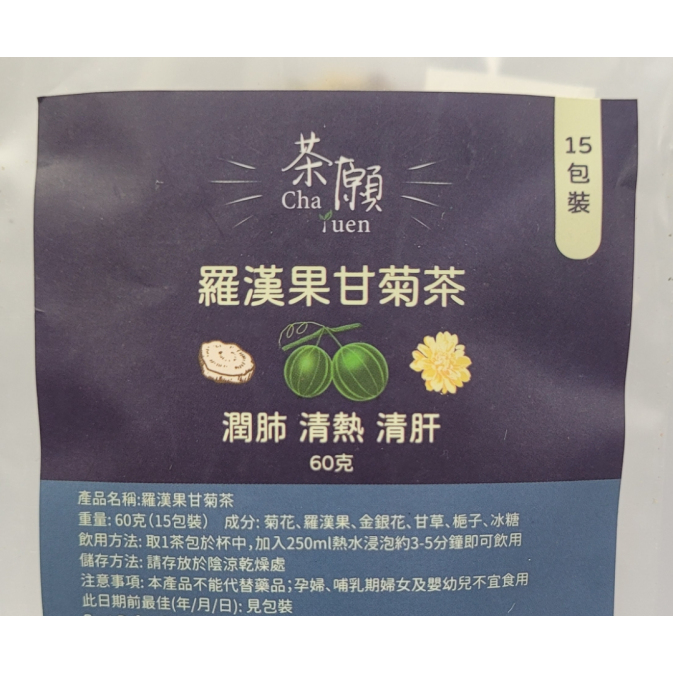 15包裝
茶願
Cha
Yuen
羅漢果甘菊茶
潤肺 清熱 清肝
60克
產品名稱:羅漢果甘菊茶
重量: 60克(15包裝) 成分: 菊花、羅漢果、金銀花、甘草、梔子、冰糖
飲用方法: 取1茶包於杯中,加入250ml熱水浸泡約3-5分鐘即可飲用
儲存方法: 請存放於陰涼乾燥處
注意事項: 本產品不能代替藥品;孕婦、哺乳期婦女及嬰幼兒不宜食用
此日期前最佳(年/月/日): 見包裝